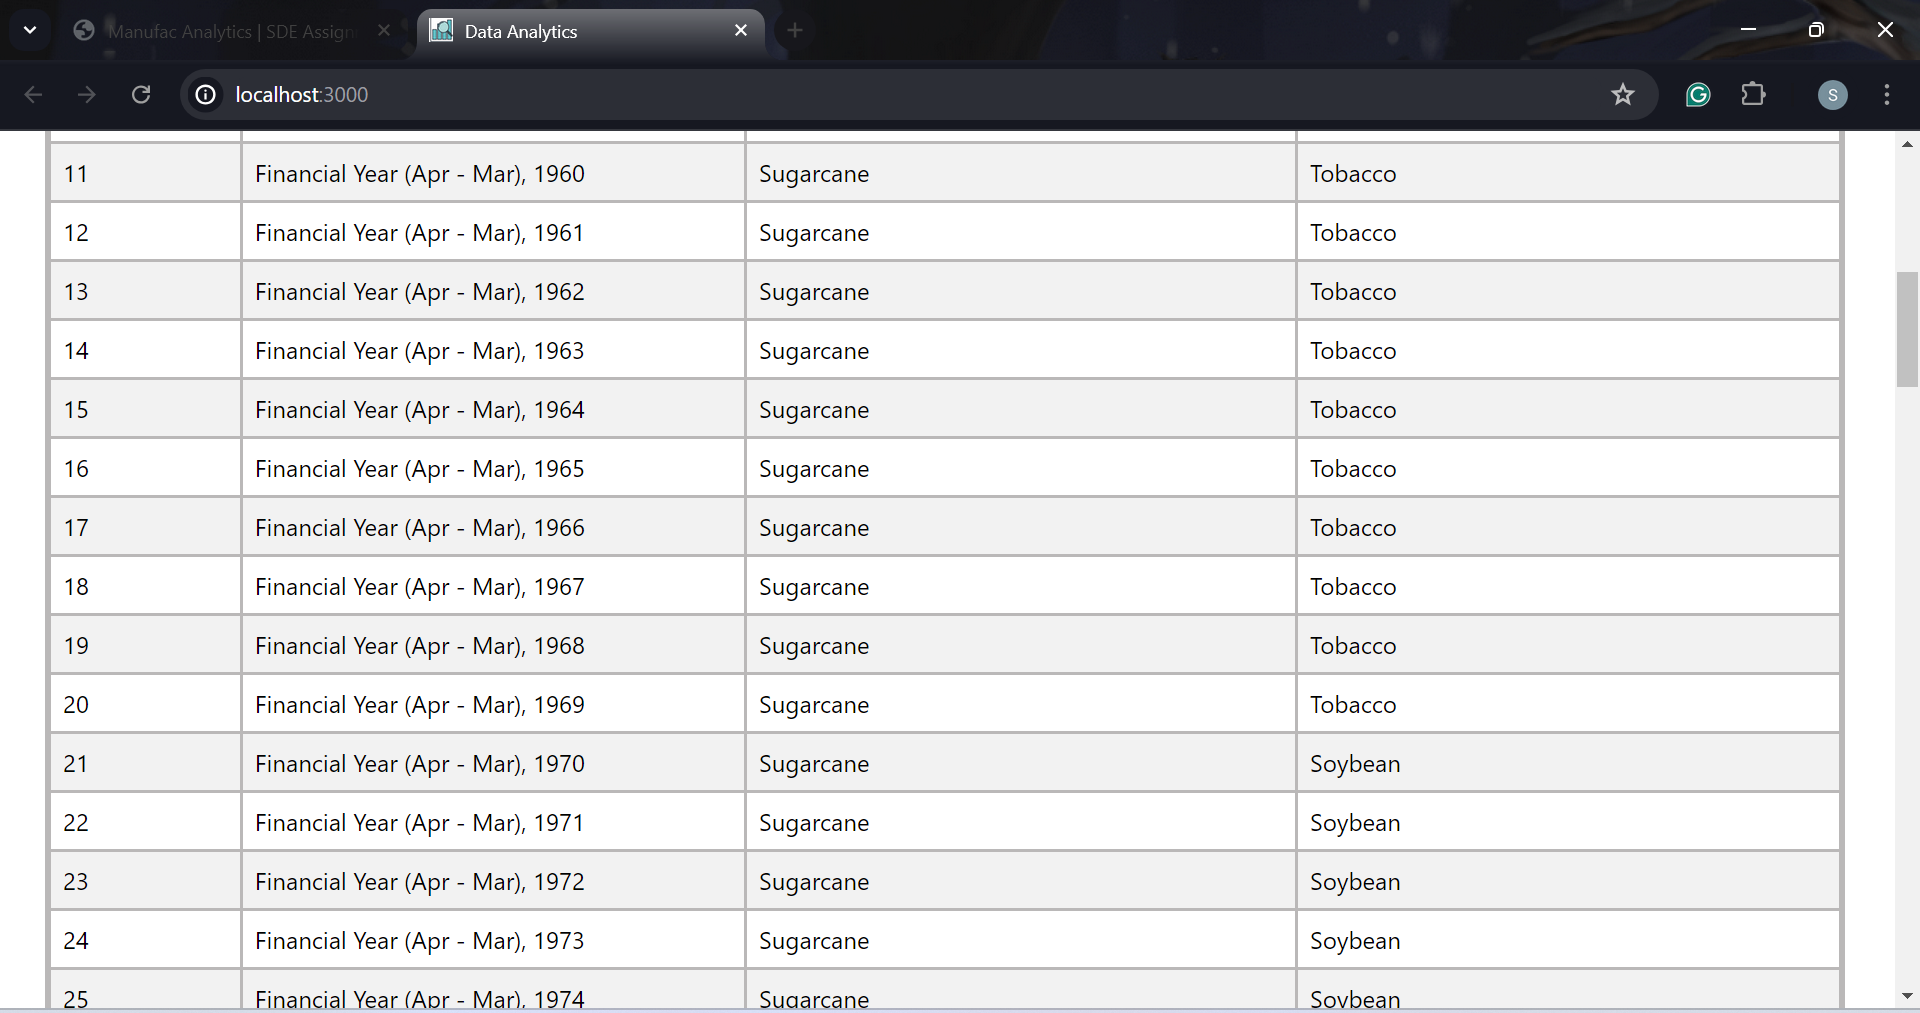 Manufac Analytics | SDE Assign
Data Analytics
localhost:3000
S
11 Financial Year (Apr - Mar), 1960 Sugarcane Tobacco
12 Financial Year (Apr - Mar), 1961 Sugarcane Tobacco
13 Financial Year (Apr - Mar), 1962 Sugarcane Tobacco
14 Financial Year (Apr - Mar), 1963 Sugarcane Tobacco
15 Financial Year (Apr - Mar), 1964 Sugarcane Tobacco
16 Financial Year (Apr - Mar), 1965 Sugarcane Tobacco
17 Financial Year (Apr - Mar), 1966 Sugarcane Tobacco
18 Financial Year (Apr - Mar), 1967 Sugarcane Tobacco
19 Financial Year (Apr - Mar), 1968 Sugarcane Tobacco
20 Financial Year (Apr - Mar), 1969 Sugarcane Tobacco
21 Financial Year (Apr - Mar), 1970 Sugarcane Soybean
22 Financial Year (Apr - Mar), 1971 Sugarcane Soybean
23 Financial Year (Apr - Mar), 1972 Sugarcane Soybean
24 Financial Year (Apr - Mar), 1973 Sugarcane Soybean
25 Financial Year (Apr - Mar), 1974 Sugarcane Soybean